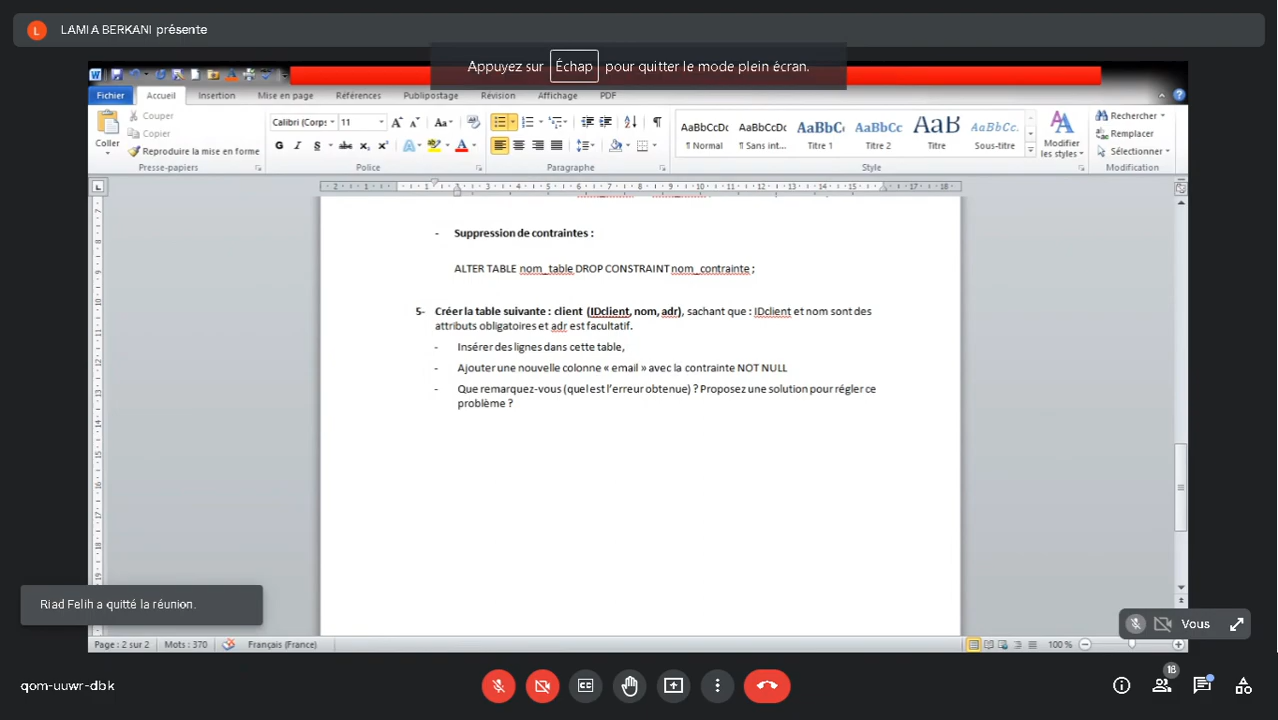 L LAMIA BERKANI présente
Appuyez sur Échap pour quitter le mode plein écran.
W
Fichier Accueil Insertion Mise en page Références Publipostage Révision Affichage PDF
Coller
Couper
Copier
Reproduire la mise en forme
Presse-papiers
Calibri (Corps 11
G I S abc x₂ x² A A
Police
Paragraphe
AaBbCcDc AaBbCcDc AaBbC AaBbCc AaB AaBbCc.
¶ Normal ¶ Sans int... Titre 1 Titre 2 Titre Sous-titre
Modifier
les styles
Style
Rechercher
Remplacer
Sélectionner
Modification
- Suppression de contraintes :
ALTER TABLE nom_table DROP CONSTRAINT nom_contrainte ;
5- Créer la table suivante : client (IDclient, nom, adr), sachant que : IDclient et nom sont des
attributs obligatoires et adr est facultatif.
- Insérer des lignes dans cette table,
- Ajouter une nouvelle colonne « email » avec la contrainte NOT NULL
- Que remarquez-vous (quel est l'erreur obtenue) ? Proposez une solution pour régler ce
problème ?
Riad Felih a quitté la réunion.
Vous
Page : 2 sur 2 Mots : 370 Français (France) 100 %
qom-uuwr-dbk
18